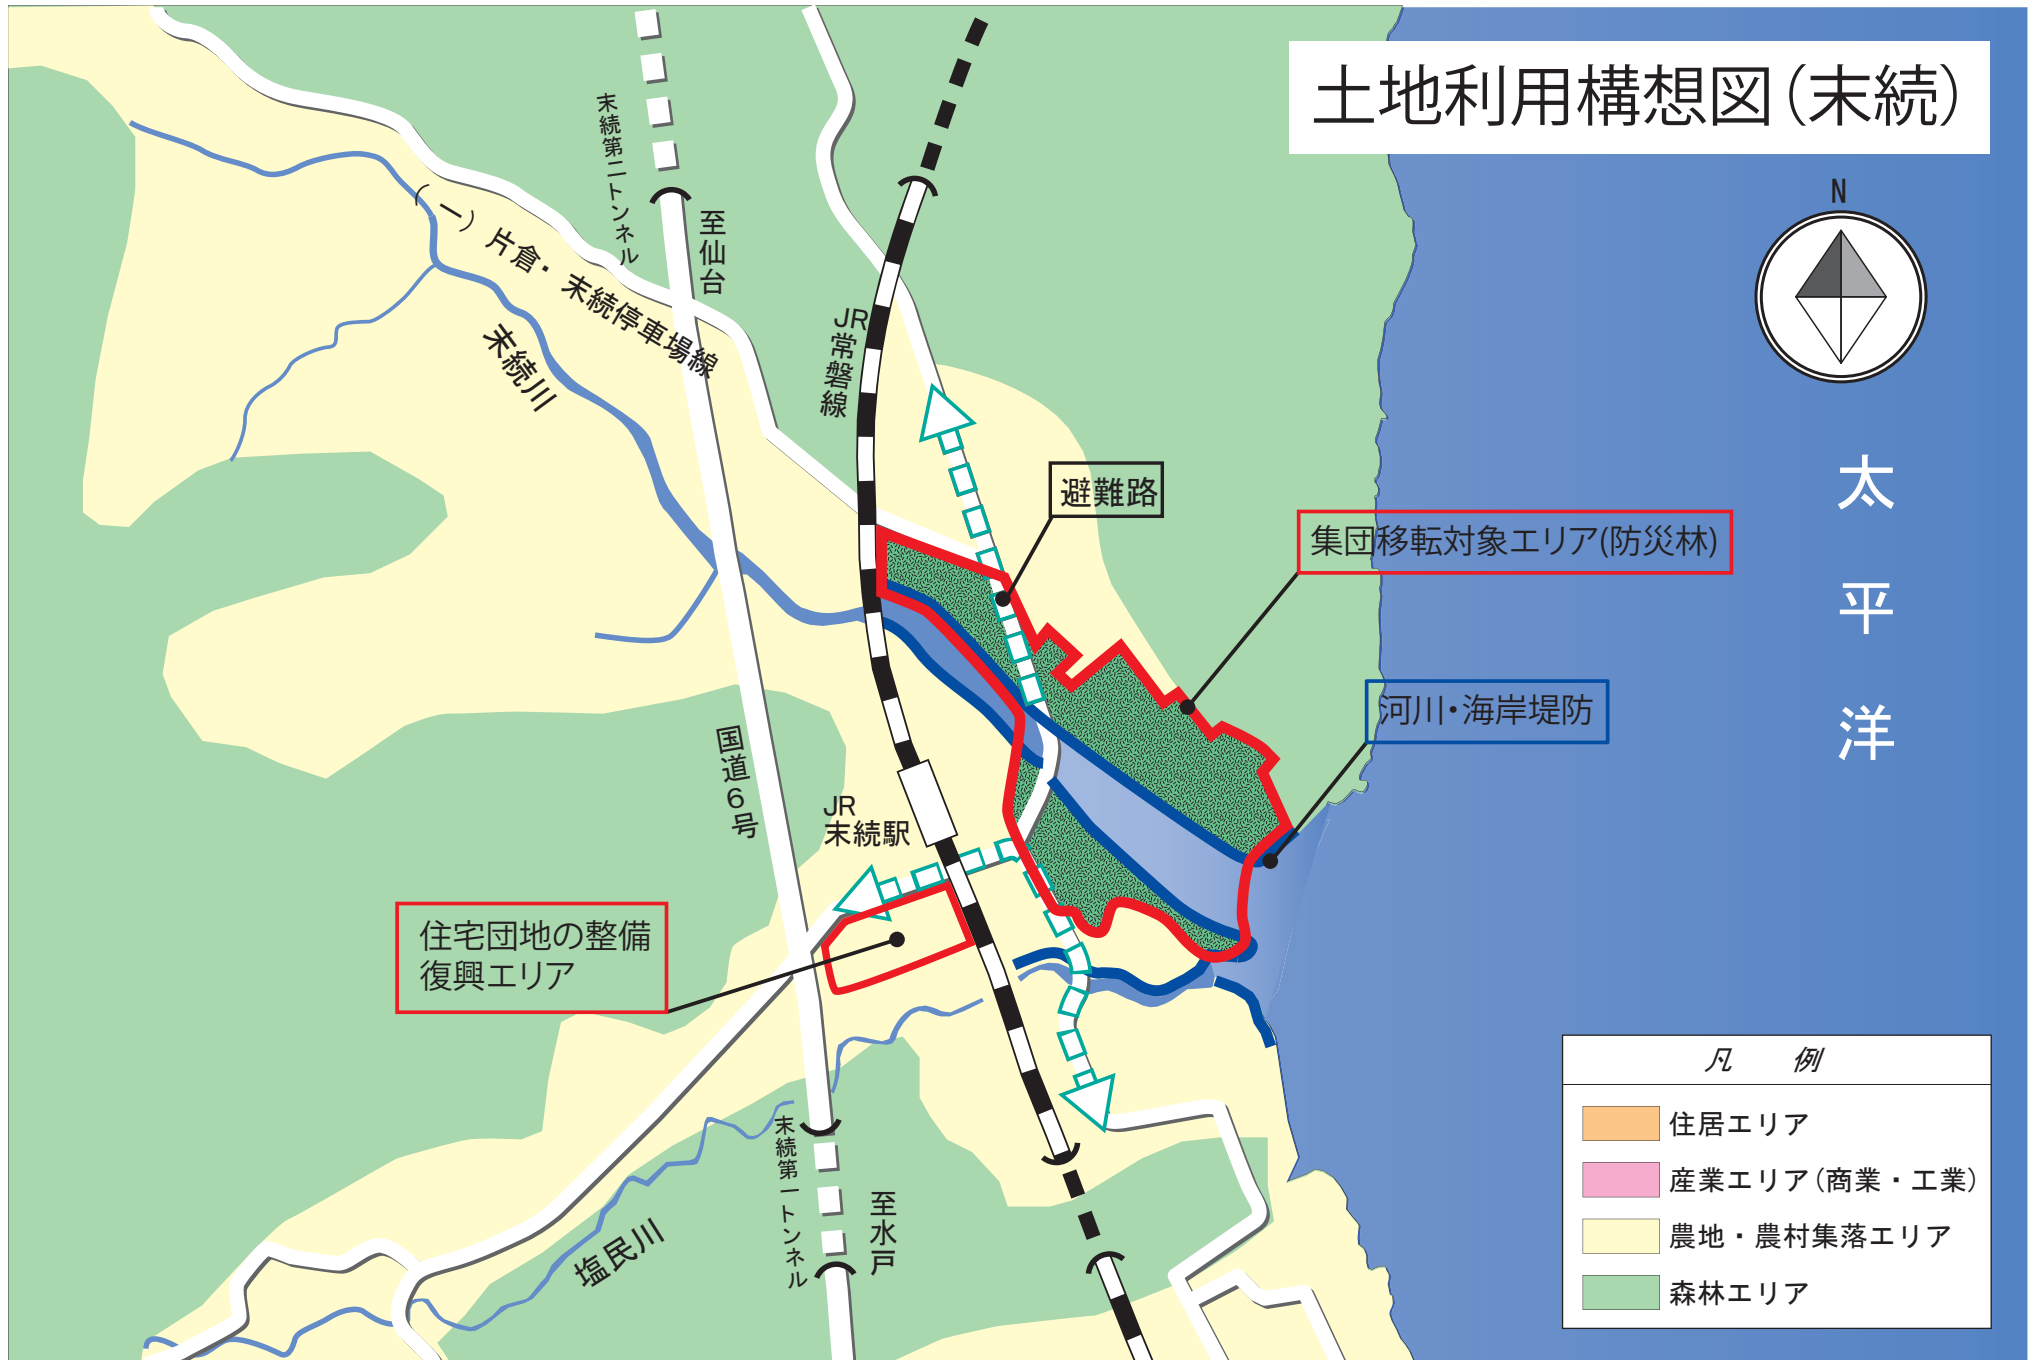 土地利用構想図(末続)
N
末続第二トンネル
至仙台
(一)片倉・末続停車場線
末続川
JR常磐線
避難路
集団移転対象エリア(防災林)
太平洋
河川・海岸堤防
国道6号
JR
末続駅
住宅団地の整備
復興エリア
末続第一トンネル
至水戸
塩民川
凡 例
住居エリア
産業エリア(商業・工業)
農地・農村集落エリア
森林エリア